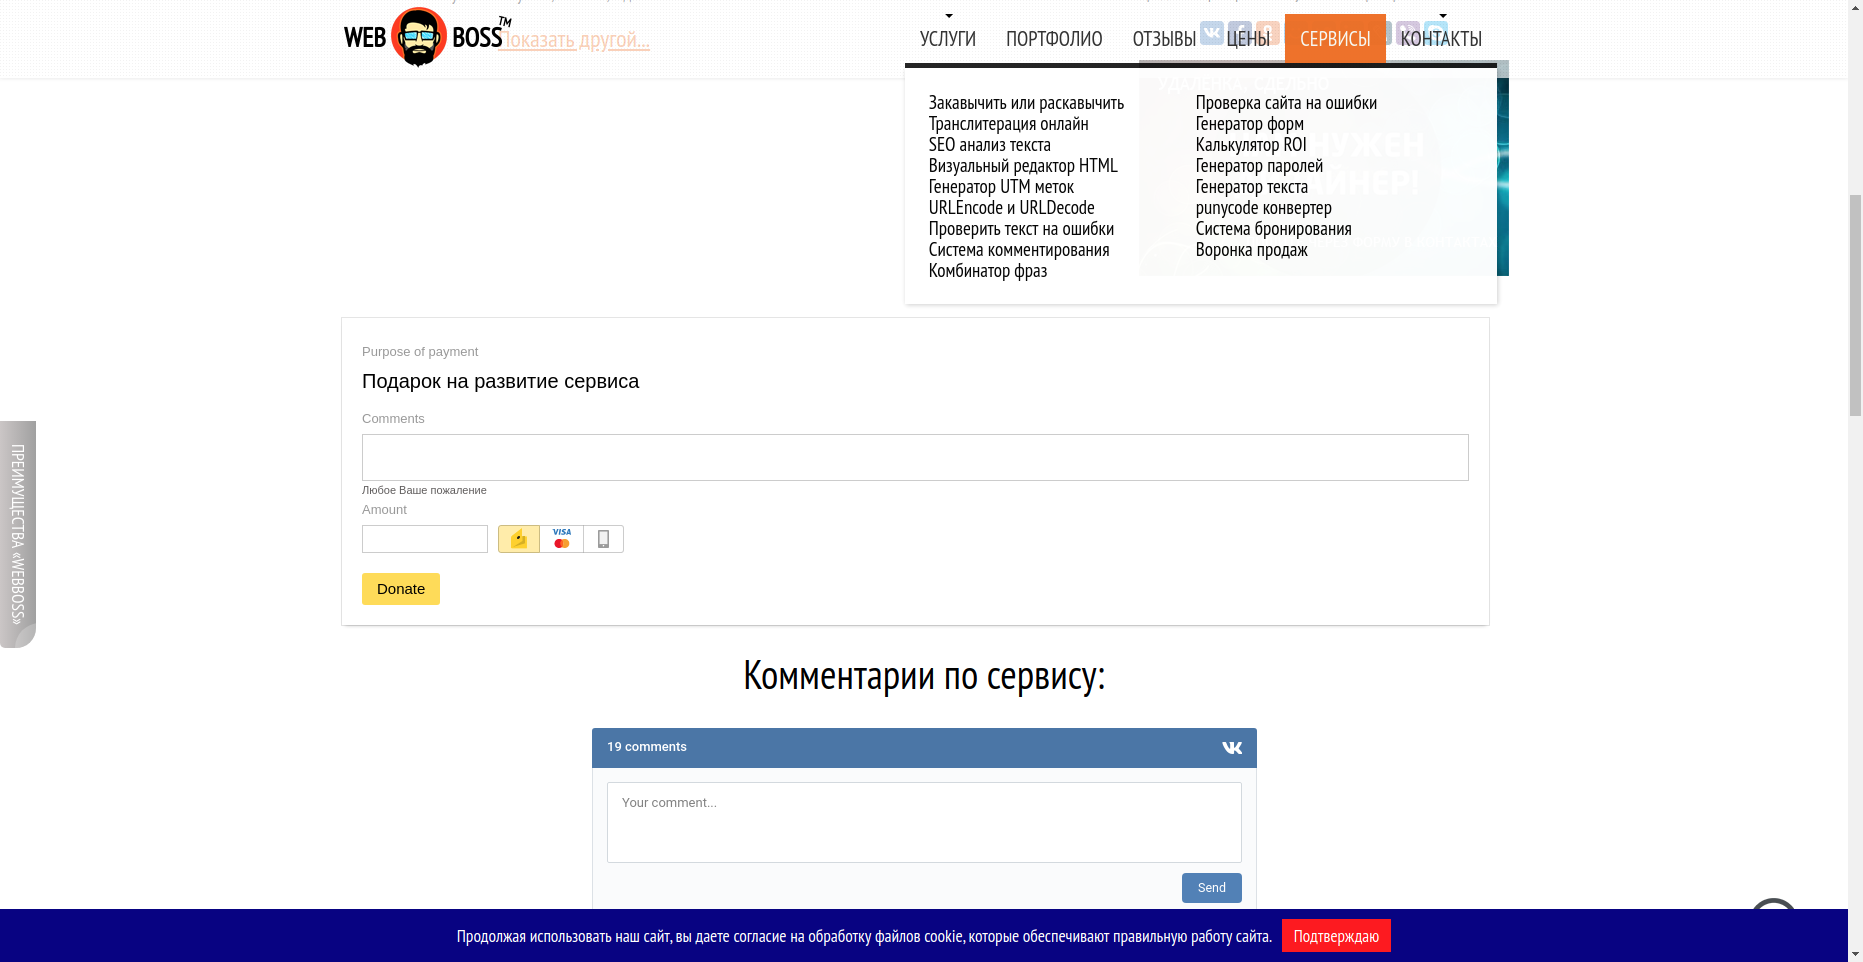 WEB BOSS™
Показать другой...
УСЛУГИ
ПОРТФОЛИО
ОТЗЫВЫ
ЦЕНЫ
СЕРВИСЫ
КОНТАКТЫ
УДАЛЕНКА, СДЕЛЬНО
НУЖЕН
Закавычить или раскавычить
Транслитерация онлайн
SEO анализ текста
Визуальный редактор HTML
Генератор UTM меток
URLEncode и URLDecode
Проверить текст на ошибки
Система комментирования
Комбинатор фраз
Проверка сайта на ошибки
Генератор форм
Калькулятор ROI
Генератор паролей
Генератор текста
punycode конвертер
Система бронирования
Воронка продаж
Purpose of payment
Подарок на развитие сервиса
Comments
Любое Ваше пожаление
Amount
VISA
Donate
ПРЕИМУЩЕСТВА «WEBBOSS»
Комментарии по сервису:
19 comments
Your comment...
Send
Продолжая использовать наш сайт, вы даете согласие на обработку файлов cookie, которые обеспечивают правильную работу сайта.
Подтверждаю